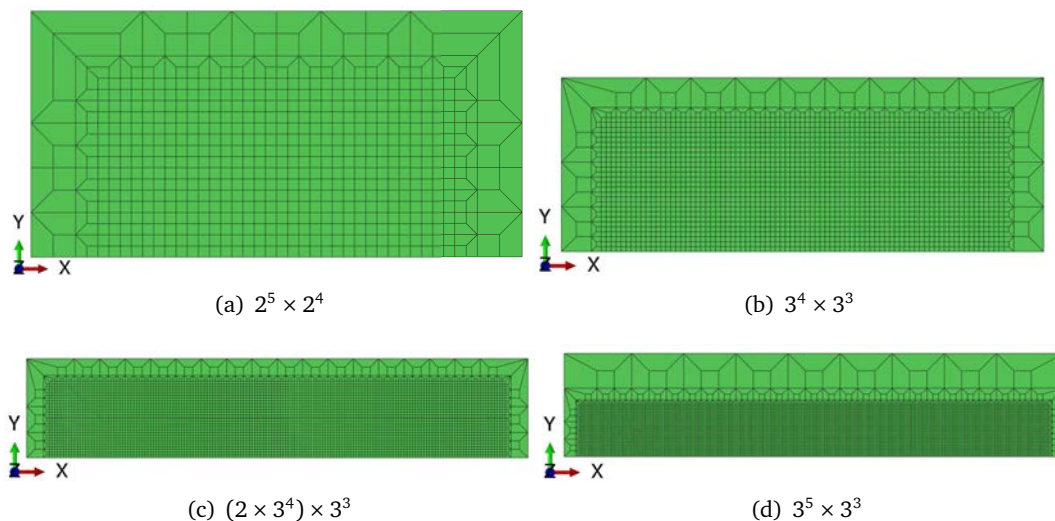 Y
Z X
(a) 2⁵ × 2⁴
Y
Z X
(b) 3⁴ × 3³
Y
Z X
(c) (2 × 3⁴) × 3³
Y
Z X
(d) 3⁵ × 3³